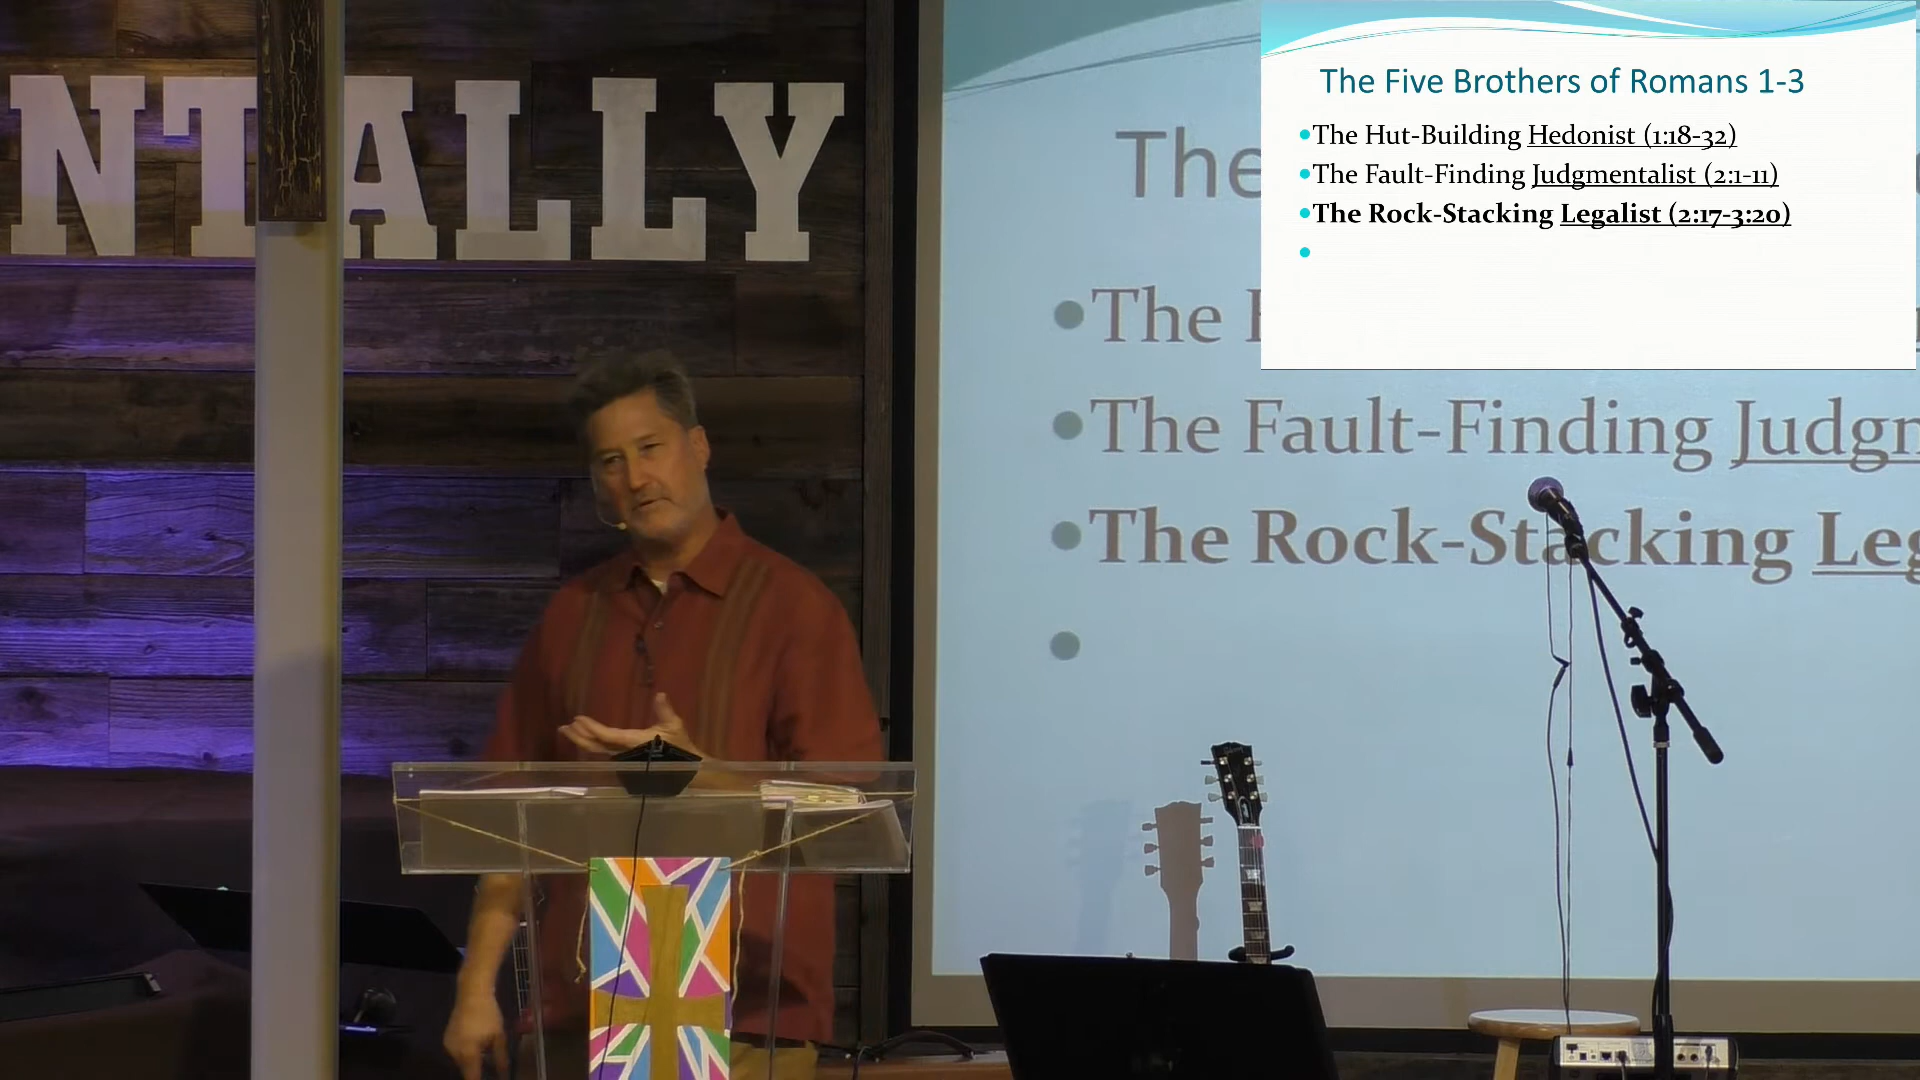 NTALLY
The Five Brothers of Romans 1-3
•The Hut-Building Hedonist (1:18-32)
•The Fault-Finding Judgmentalist (2:1-11)
•The Rock-Stacking Legalist (2:17-3:20)
•
The
•The
•The Fault-Finding Judgm
•The Rock-Stacking Leg
•